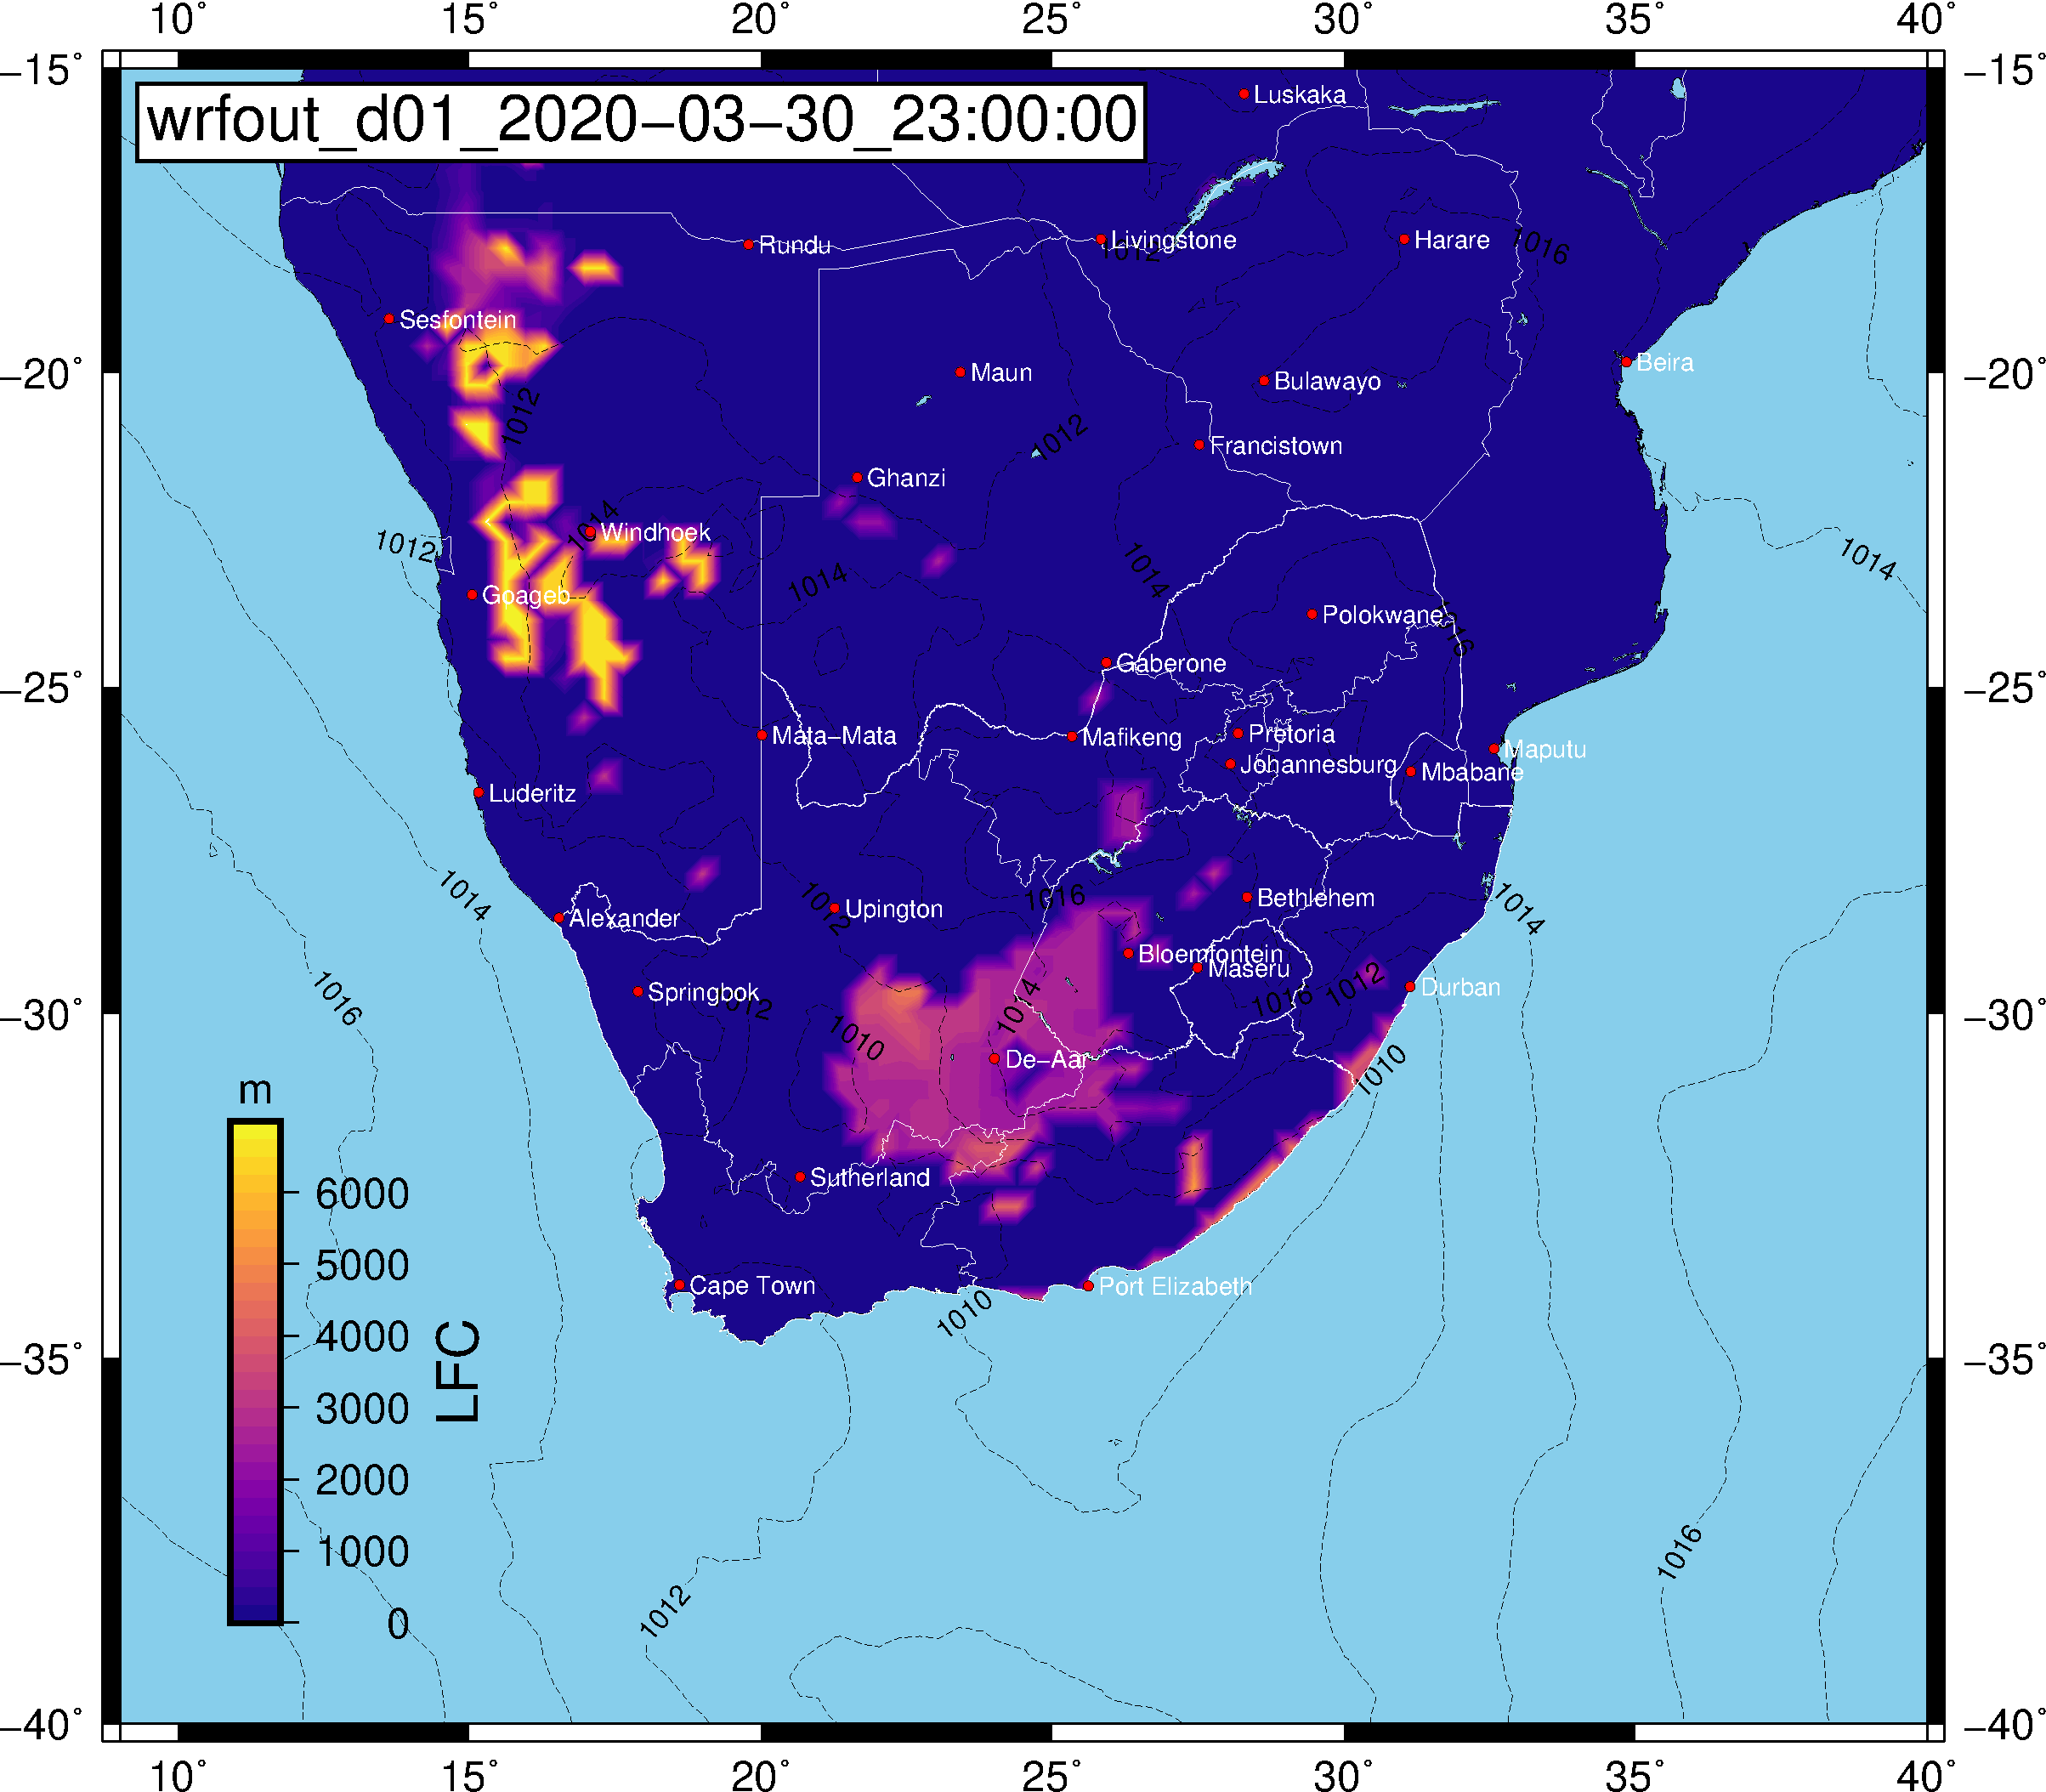 10° 15° 20° 25° 30° 35° 40°
−15° −15°
wrfout_d01_2020−03−30_23:00:00
Luskaka
Rundu
Livingstone
1012
Harare
1016
Sesfontein
−20° −20°
Maun
Bulawayo
Beira
1012
1012
Francistown
Ghanzi
1014
Windhoek
1012
1014
1014
1014
Goageb
Polokwane
1016
Gaberone
−25° −25°
Mata−Mata
Mafikeng
Pretoria
Maputu
Johannesburg
Mbabane
Luderitz
1014
1012
Upington
1016
Bethlehem
1014
Alexander
Bloemfontein
Maseru
1016
Springbok
1012
1014
1016
1012
Durban
−30° −30°
1010
De−Aar
1010
m
Sutherland
6000
5000
Cape Town
Port Elizabeth
1010
4000
LFC
−35° −35°
3000
2000
1000
1016
1012
0
−40° −40°
10° 15° 20° 25° 30° 35° 40°